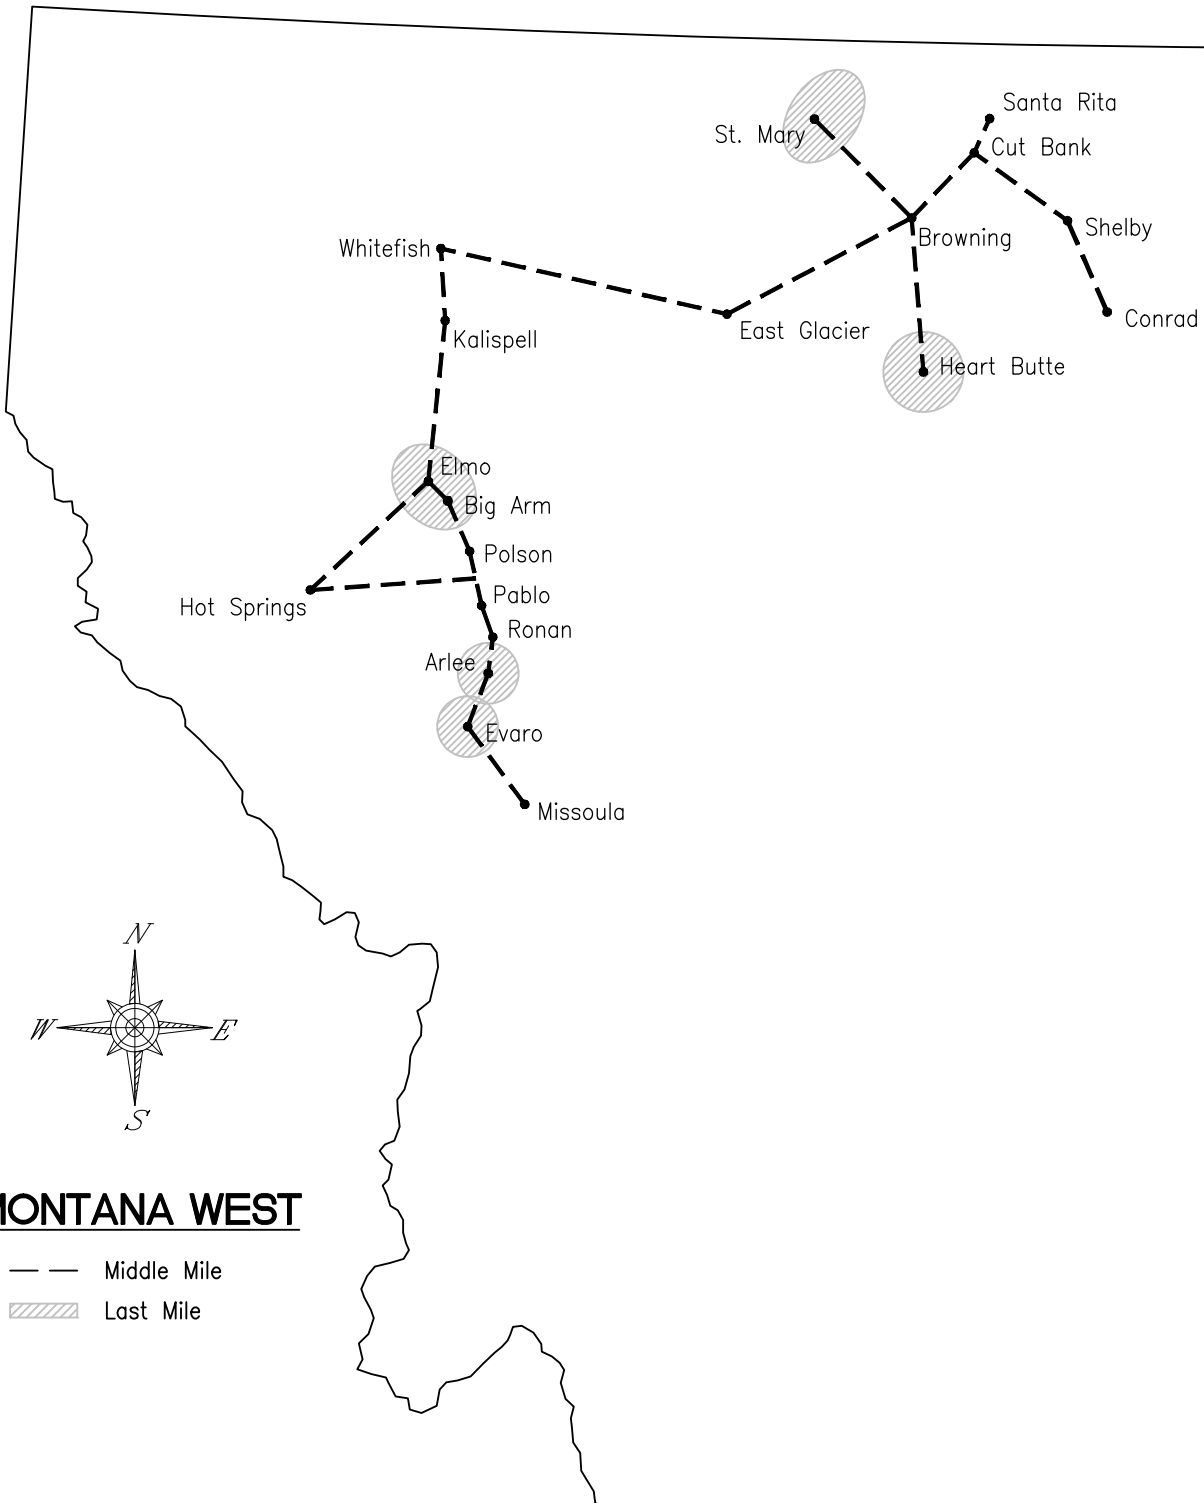 Santa Rita
St. Mary
Cut Bank
Shelby
Browning
Whitefish
Conrad
East Glacier
Kalispell
Heart Butte
Elmo
Big Arm
Polson
Pablo
Hot Springs
Ronan
Arlee
Evaro
Missoula
N
W
E
S
MONTANA WEST
Middle Mile
Last Mile